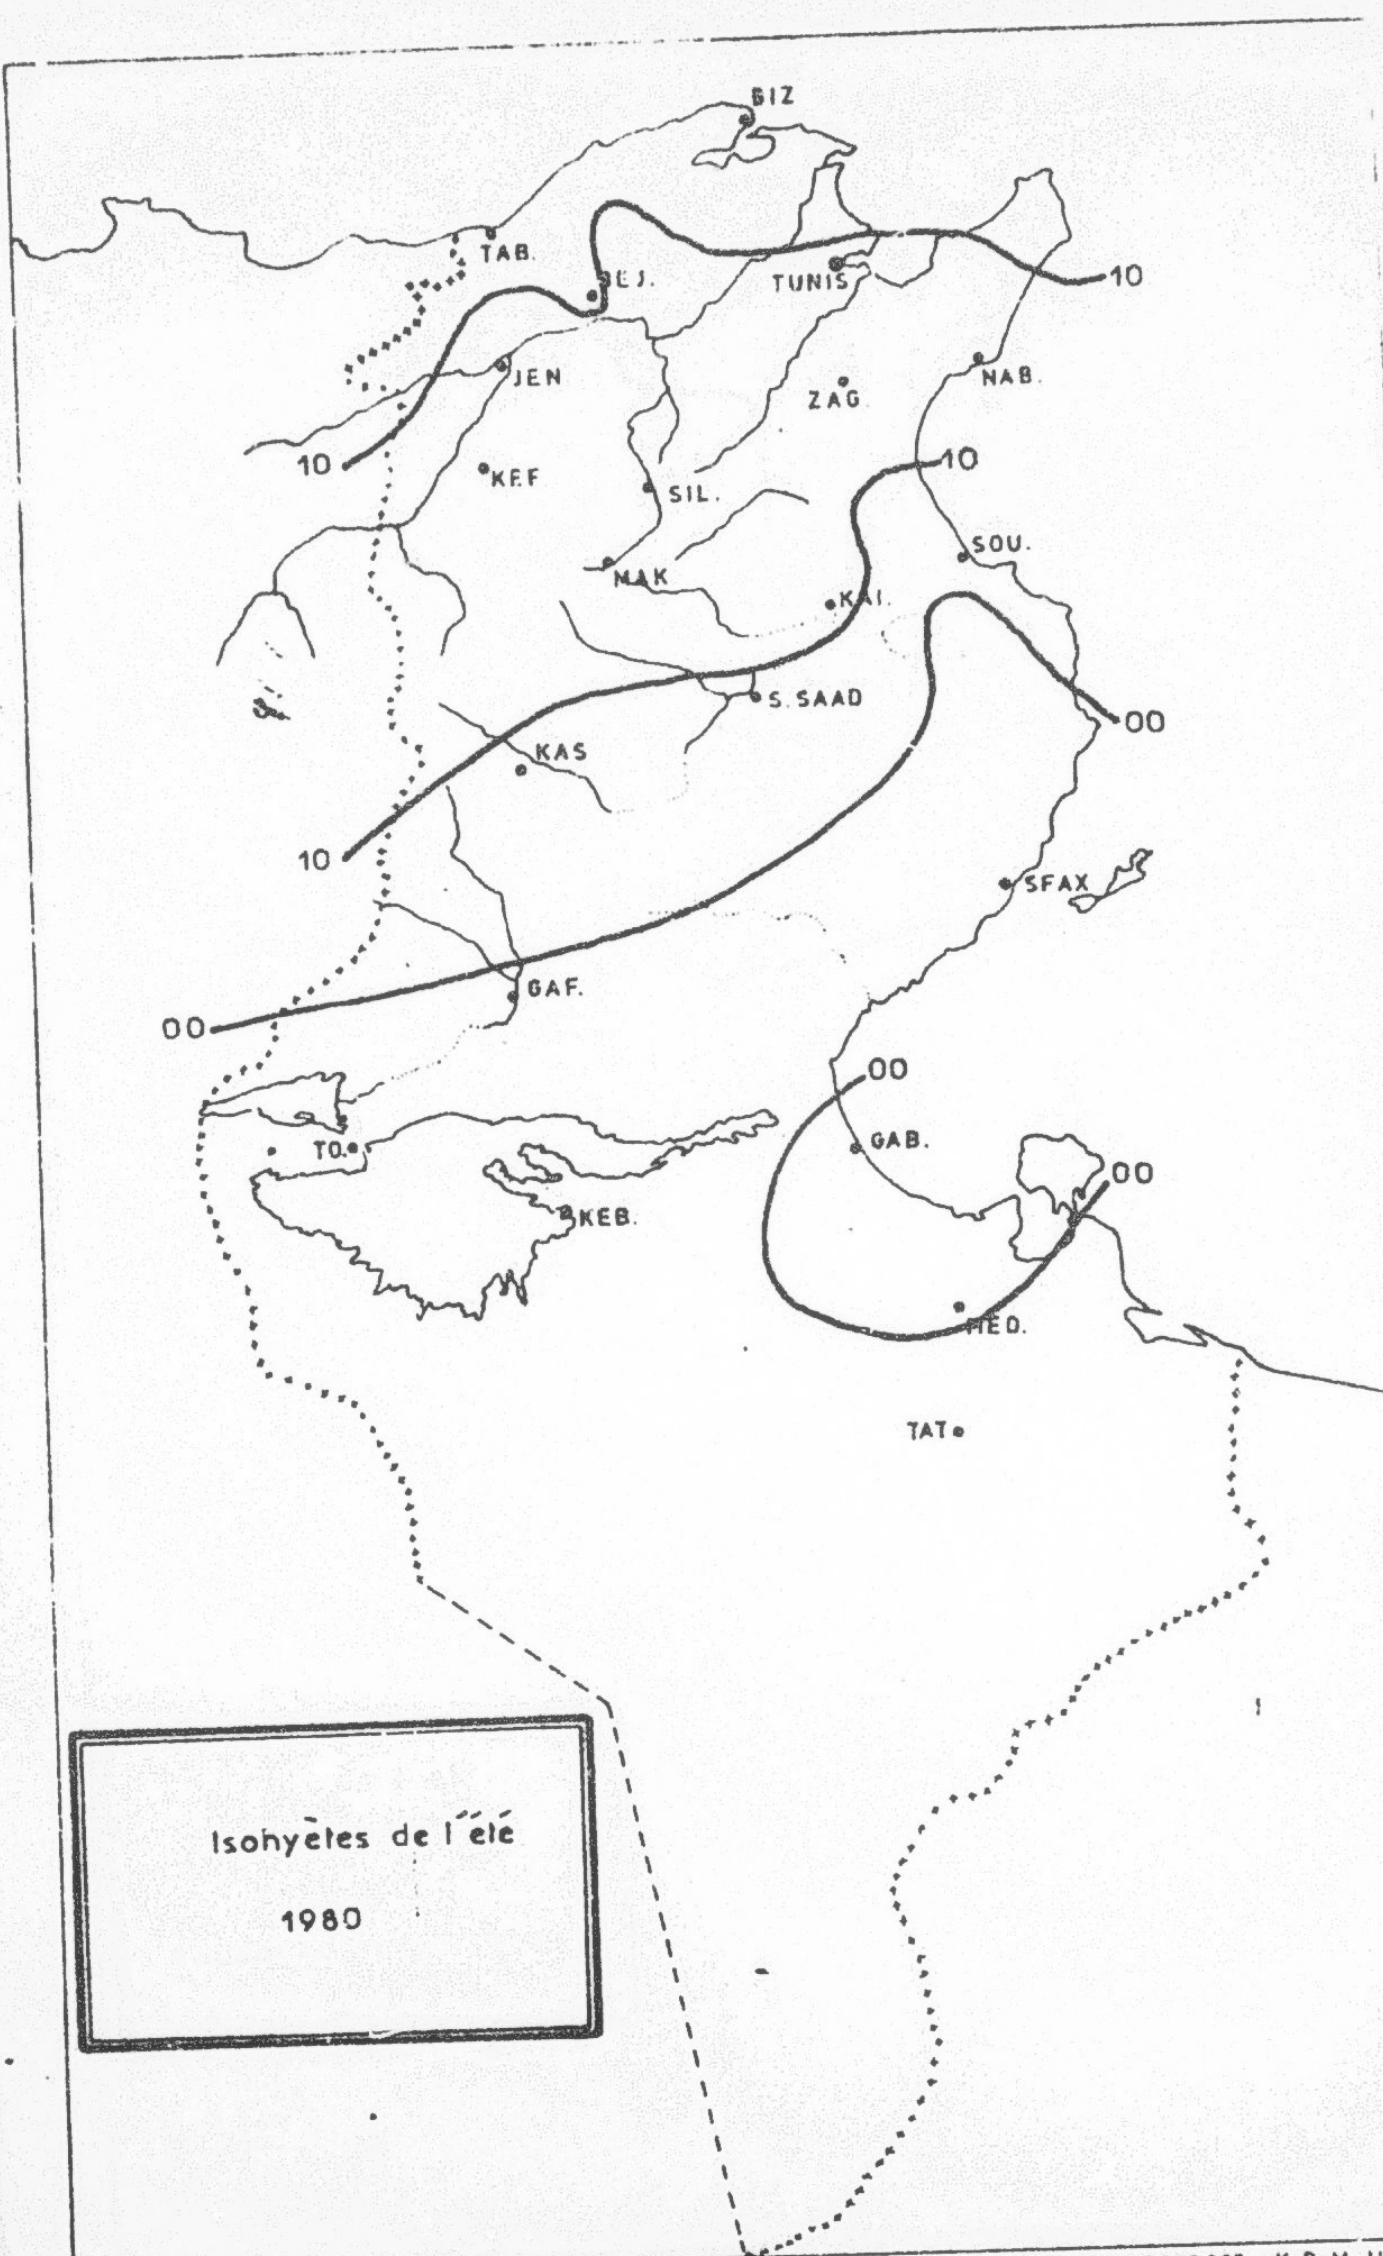 BIZ
TAB.
BEJ.
TUNIS
10
JEN
NAB.
ZAG.
10
KEF
10
SIL.
SOU.
MAK
KAI.
S. SAAD
00
KAS
10
SFAX
GAF.
00
00
GAB.
TO.
00
KEB.
MED.
TAT
Isohyètes de l'été
1980